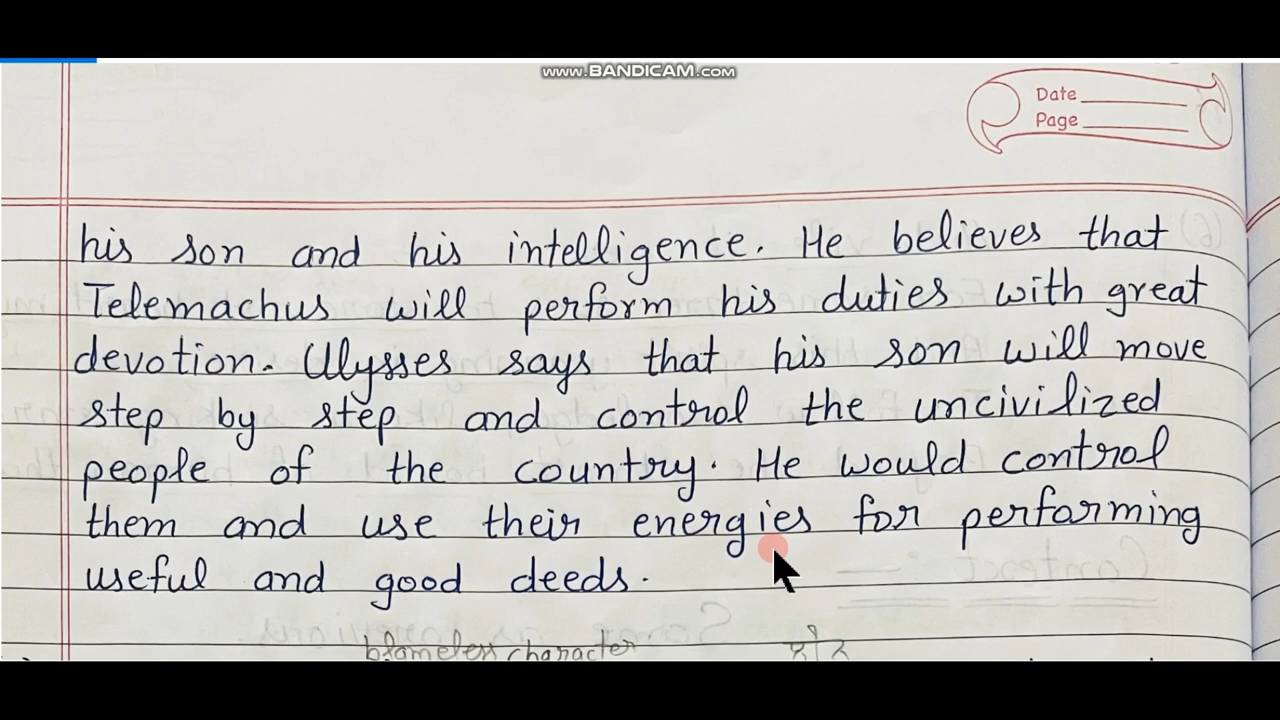 www.BANDICAM.com
Date
Page
his son and his intelligence. He believes that
Telemachus will perform his duties with great
devotion. Ulysses says that his son will move
step by step and control the uncivilized
people of the country. He would control
them and use their energies for performing
useful and good deeds.
blameless character